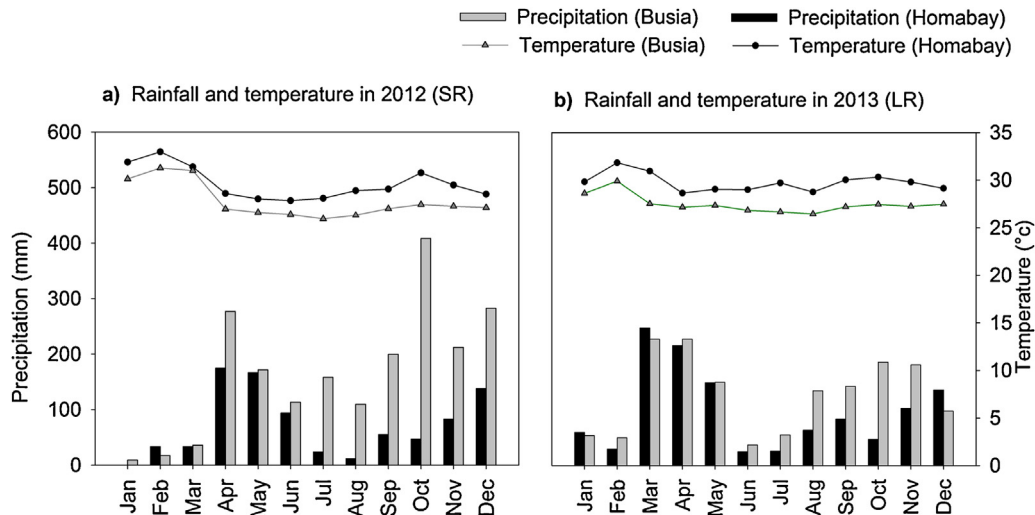 Precipitation (Busia) Precipitation (Homabay)
Temperature (Busia) Temperature (Homabay)
a) Rainfall and temperature in 2012 (SR)
b) Rainfall and temperature in 2013 (LR)
Precipitation (mm)
600
500
400
300
200
100
0
Jan Feb Mar Apr May Jun Jul Aug Sep Oct Nov Dec
Jan Feb Mar Apr May Jun Jul Aug Sep Oct Nov Dec
35
30
25
20
15
10
5
0
Temperature (°c)